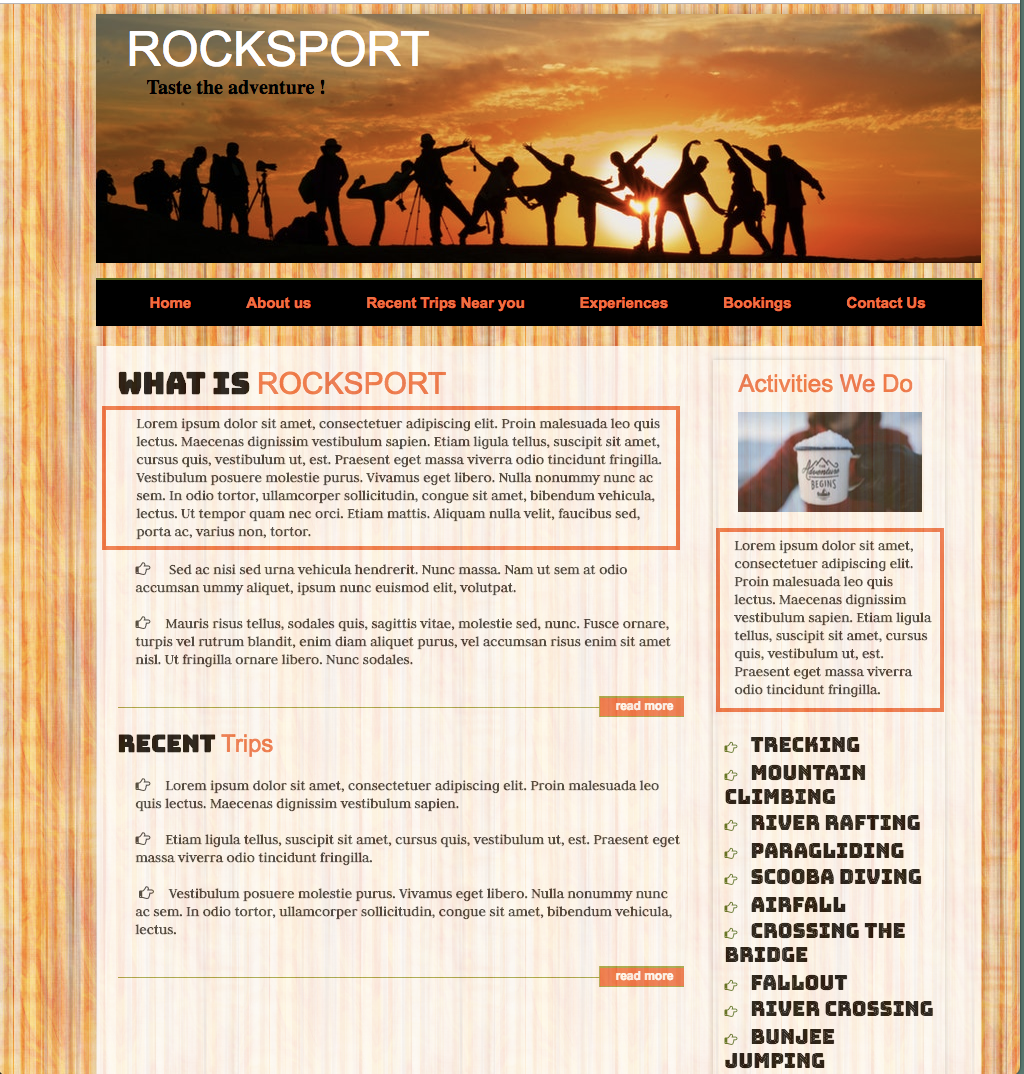 ROCKSPORT
Taste the adventure !
Home About us Recent Trips Near you Experiences Bookings Contact Us
WHAT IS ROCKSPORT
Lorem ipsum dolor sit amet, consectetuer adipiscing elit. Proin malesuada leo quis
lectus. Maecenas dignissim vestibulum sapien. Etiam ligula tellus, suscipit sit amet,
cursus quis, vestibulum ut, est. Praesent eget massa viverra odio tincidunt fringilla.
Vestibulum posuere molestie purus. Vivamus eget libero. Nulla nonummy nunc ac
sem. In odio tortor, ullamcorper sollicitudin, congue sit amet, bibendum vehicula,
lectus. Ut tempor quam nec orci. Etiam mattis. Aliquam nulla velit, faucibus sed,
porta ac, varius non, tortor.
Sed ac nisi sed urna vehicula hendrerit. Nunc massa. Nam ut sem at odio
accumsan ummy aliquet, ipsum nunc euismod elit, volutpat.
Mauris risus tellus, sodales quis, sagittis vitae, molestie sed, nunc. Fusce ornare,
turpis vel rutrum blandit, enim diam aliquet purus, vel accumsan risus enim sit amet
nisl. Ut fringilla ornare libero. Nunc sodales.
read more
RECENT Trips
Lorem ipsum dolor sit amet, consectetuer adipiscing elit. Proin malesuada leo
quis lectus. Maecenas dignissim vestibulum sapien.
Etiam ligula tellus, suscipit sit amet, cursus quis, vestibulum ut, est. Praesent eget
massa viverra odio tincidunt fringilla.
Vestibulum posuere molestie purus. Vivamus eget libero. Nulla nonummy nunc
ac sem. In odio tortor, ullamcorper sollicitudin, congue sit amet, bibendum vehicula,
lectus.
read more
Activities We Do
Adventure
BEGINS
Lorem ipsum dolor sit amet,
consectetuer adipiscing elit.
Proin malesuada leo quis
lectus. Maecenas dignissim
vestibulum sapien. Etiam ligula
tellus, suscipit sit amet, cursus
quis, vestibulum ut, est.
Praesent eget massa viverra
odio tincidunt fringilla.
TRECKING
MOUNTAIN
CLIMBING
RIVER RAFTING
PARAGLIDING
SCOOBA DIVING
AIRFALL
CROSSING THE
BRIDGE
FALLOUT
RIVER CROSSING
BUNJEE
JUMPING